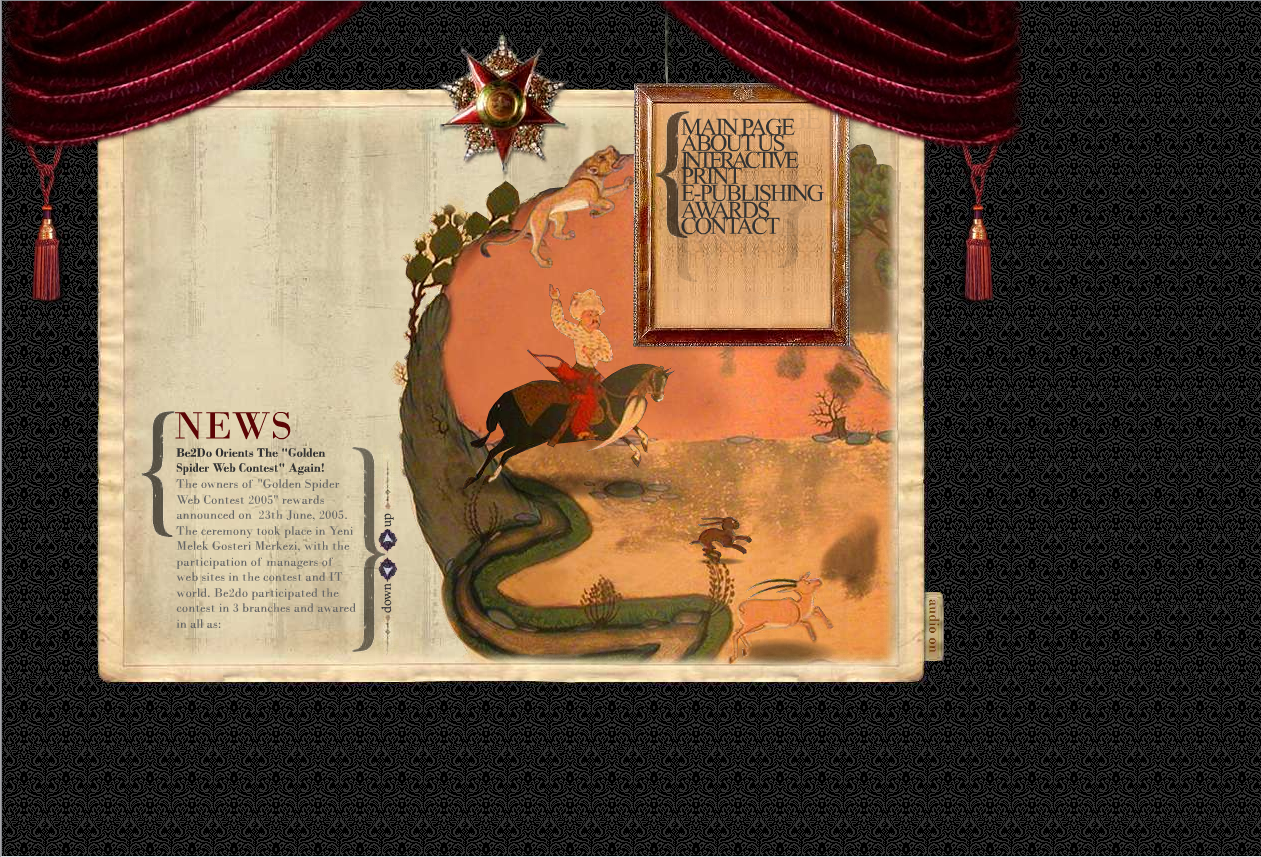 MAIN PAGE
ABOUT US
INTERACTIVE
PRINT
E-PUBLISHING
AWARDS
CONTACT
NEWS
Be2Do Orients The "Golden
Spider Web Contest" Again!
The owners of "Golden Spider
Web Contest 2005" rewards
announced on 23th June, 2005.
The ceremony took place in Yeni
Melek Gosteri Merkezi, with the
participation of managers of
web sites in the contest and IT
world. Be2do participated the
contest in 3 branches and awared
in all as:
up
down
audio on